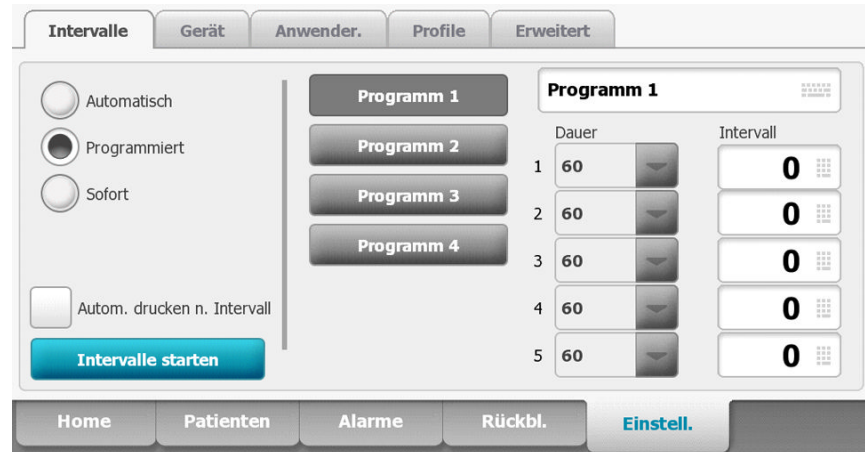 Intervalle Gerät Anwender. Profile Erweitert
Automatisch
Programmiert
Sofort
Autom. drucken n. Intervall
Intervalle starten
Programm 1
Programm 2
Programm 3
Programm 4
Programm 1
Dauer Intervall
1 60 0
2 60 0
3 60 0
4 60 0
5 60 0
Home Patienten Alarme Rückbl. Einstell.